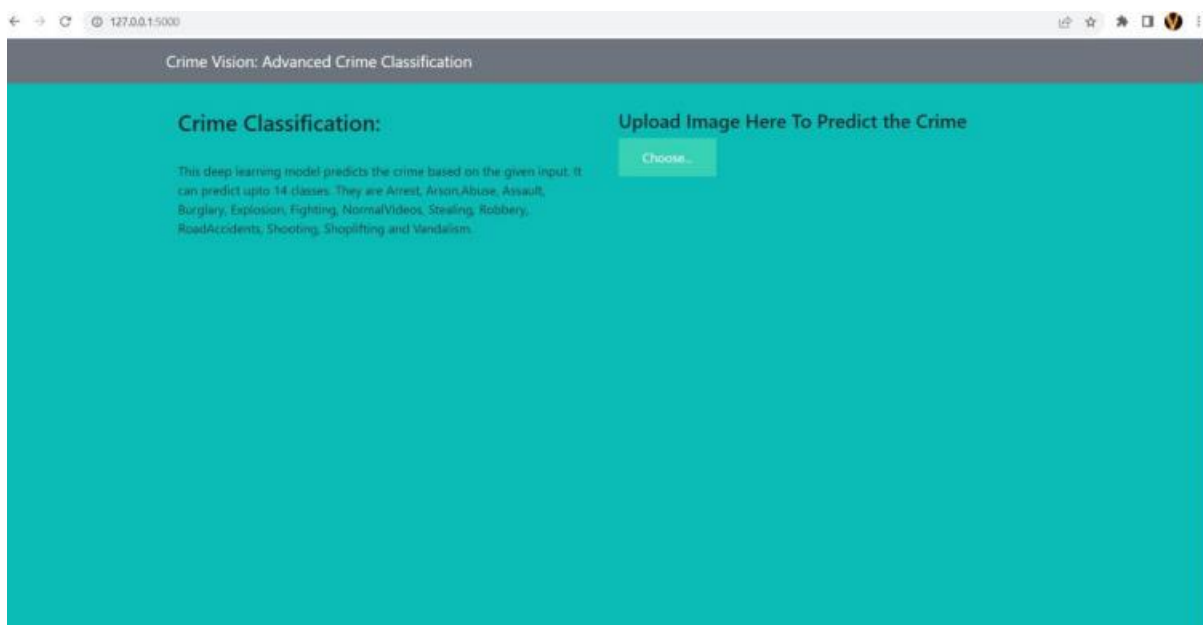 127.0.0.1:5000
Crime Vision: Advanced Crime Classification
Crime Classification:
This deep learning model predicts the crime based on the given input. It
can predict upto 14 classes. They are Arrest, Arson,Abuse, Assault,
Burglary, Explosion, Fighting, NormalVideos, Stealing, Robbery,
RoadAccidents, Shooting, Shoplifting and Vandalism.
Upload Image Here To Predict the Crime
Choose...